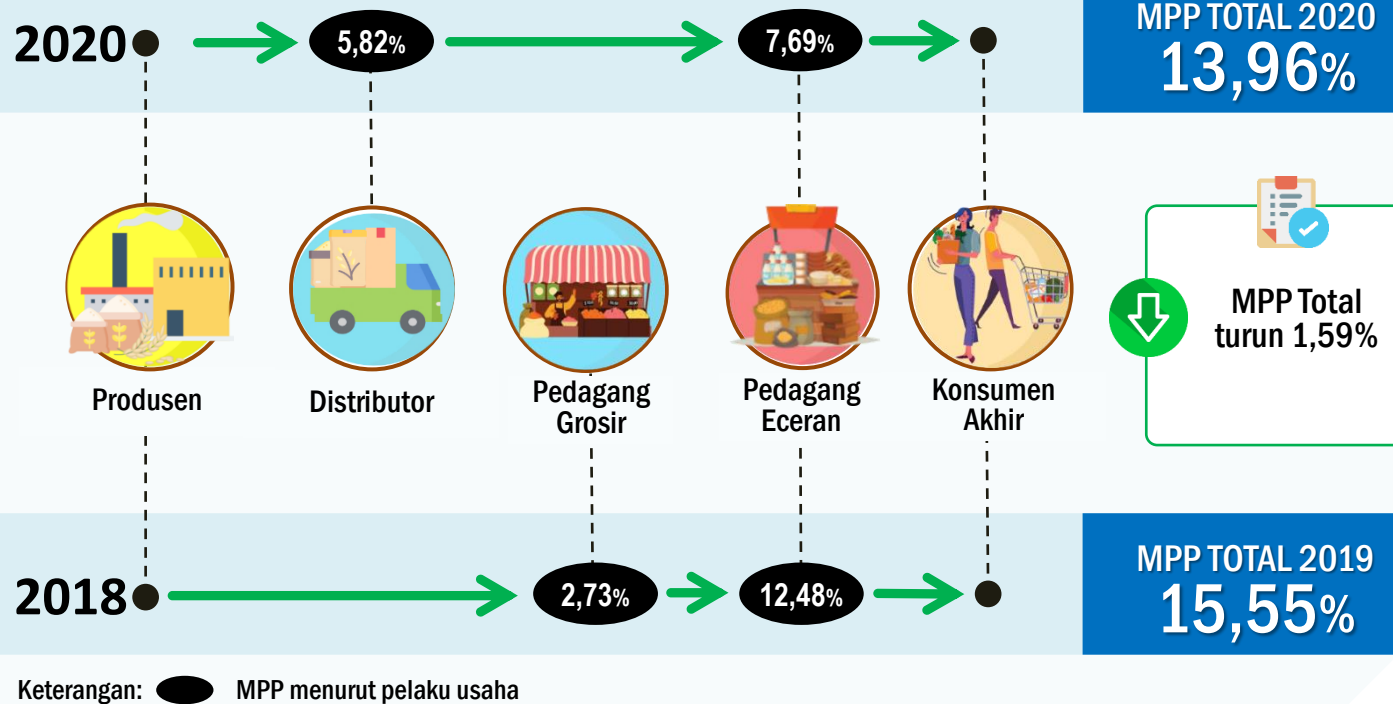 2020
5,82%
7,69%
MPP TOTAL 2020
13,96%
MPP Total
turun 1,59%
Produsen
Distributor
Pedagang
Grosir
Pedagang
Eceran
Konsumen
Akhir
2018
2,73%
12,48%
MPP TOTAL 2019
15,55%
Keterangan: MPP menurut pelaku usaha